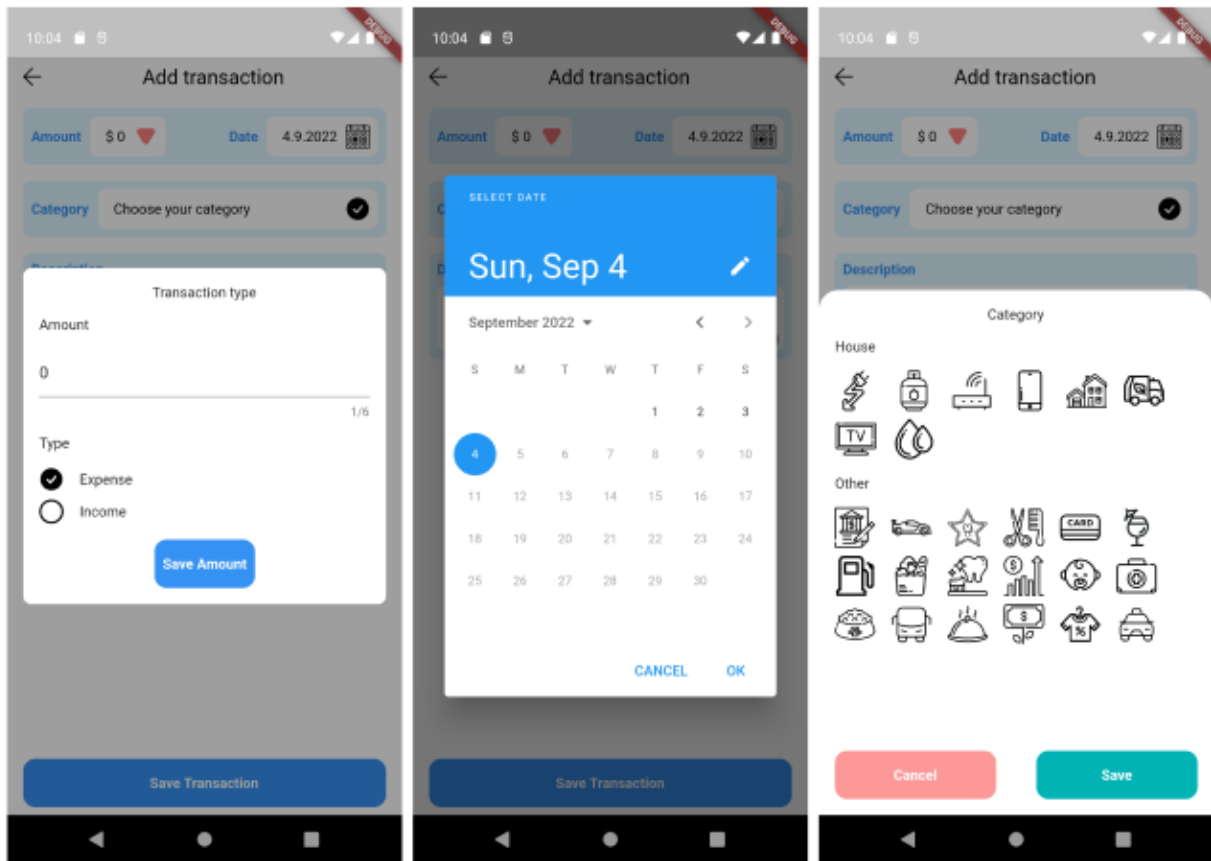 10:04
DEBUG
Add transaction
Amount $ 0 Date 4.9.2022
Category Choose your category
Description
Transaction type
Amount
0
1/6
Type
Expense
Income
Save Amount
Save Transaction
10:04
DEBUG
Add transaction
Amount $ 0 Date 4.9.2022
C
D
SELECT DATE
Sun, Sep 4
September 2022
S M T W T F S
1 2 3
4 5 6 7 8 9 10
11 12 13 14 15 16 17
18 19 20 21 22 23 24
25 26 27 28 29 30
CANCEL OK
Save Transaction
10:04
DEBUG
Add transaction
Amount $ 0 Date 4.9.2022
Category Choose your category
Description
Category
House
TV
Other
$
CARD
$
$
%
Cancel Save